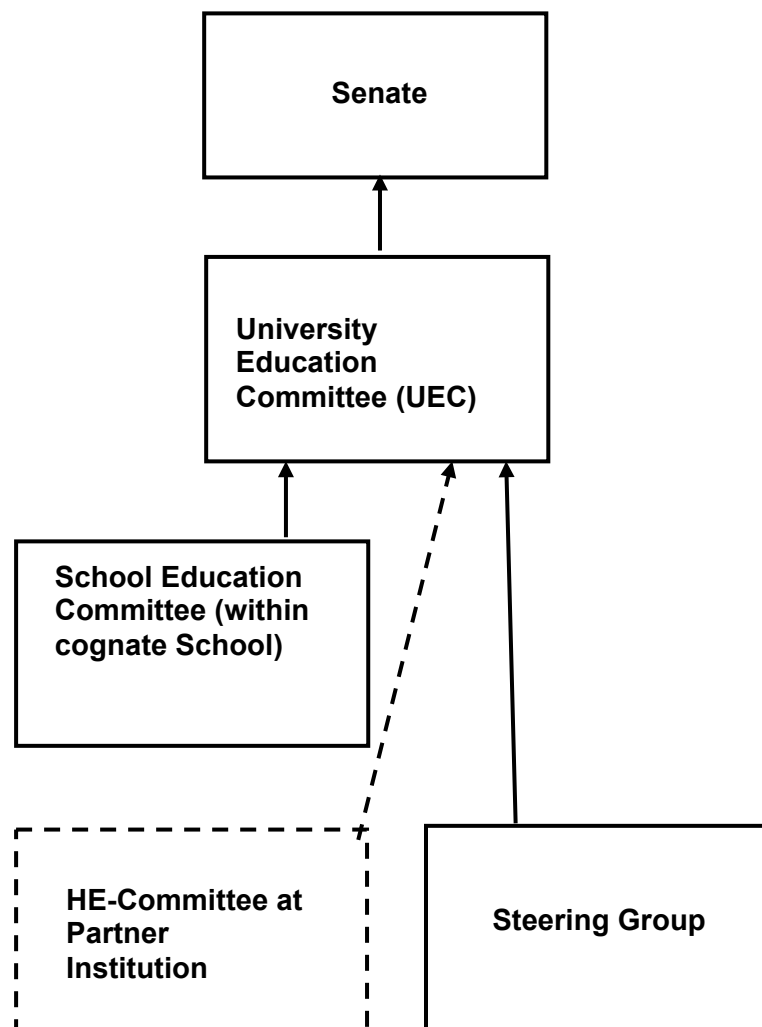 Senate
University
Education
Committee (UEC)
School Education
Committee (within
cognate School)
HE-Committee at
Partner
Institution
Steering Group